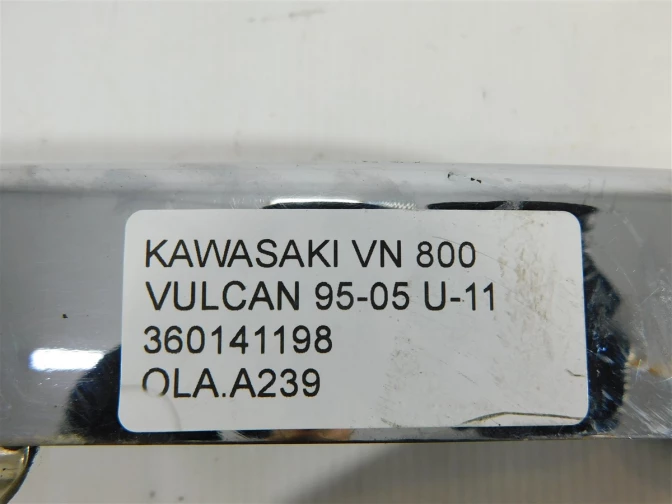 KAWASAKI VN 800
VULCAN 95-05 U-11
360141198
OLA.A239